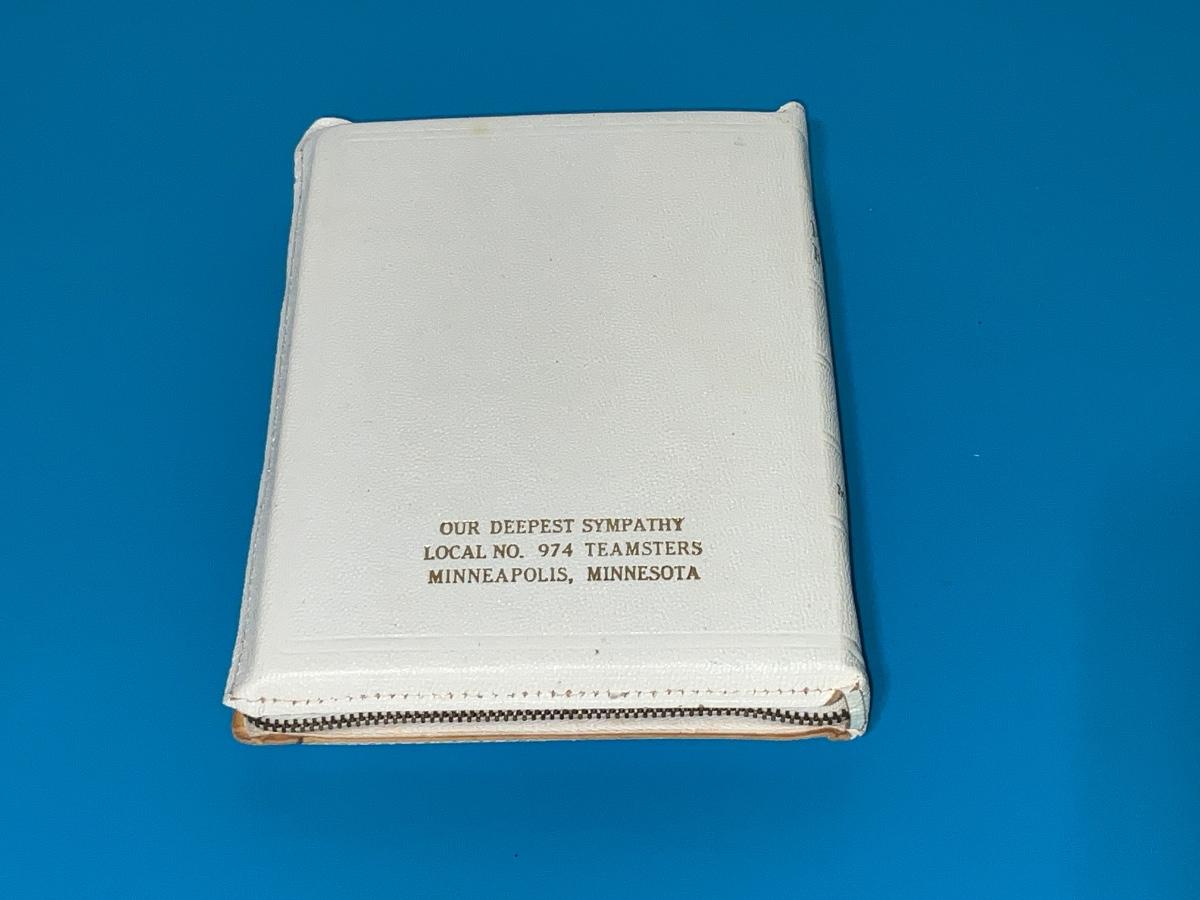 OUR DEEPEST SYMPATHY
LOCAL NO. 974 TEAMSTERS
MINNEAPOLIS, MINNESOTA